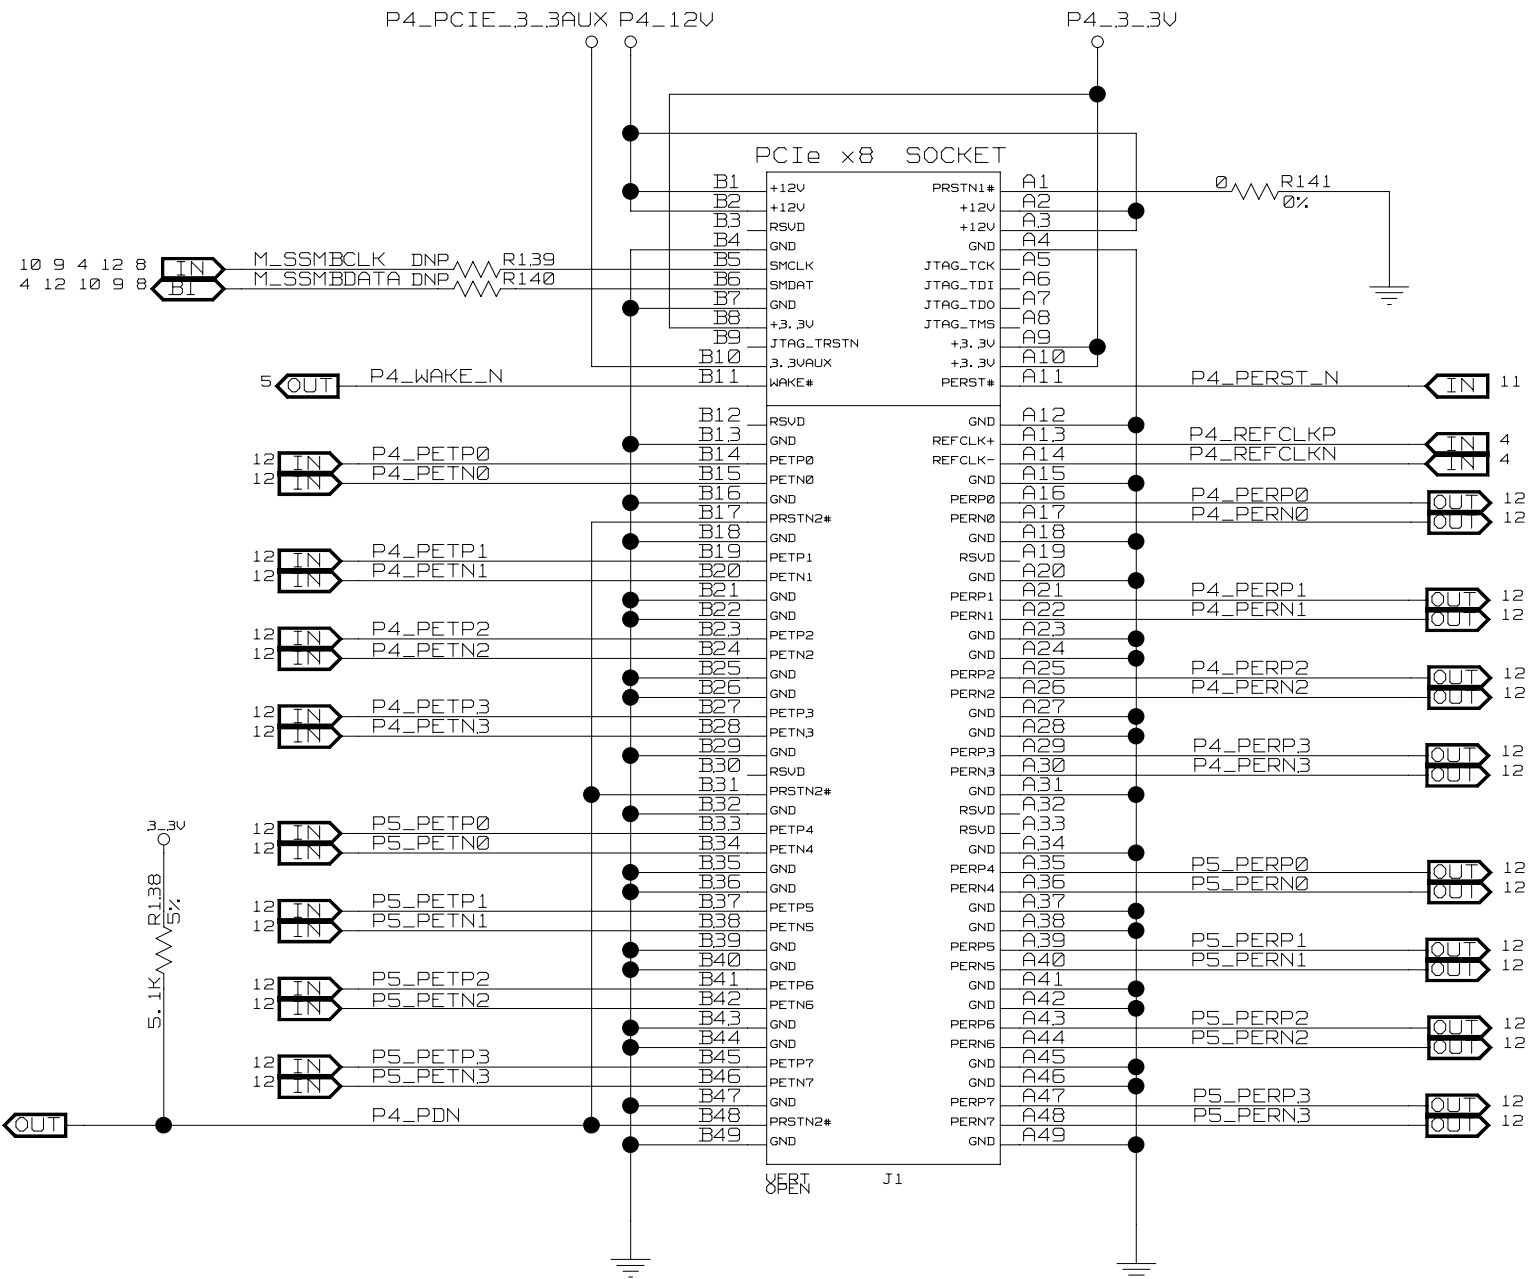 P4_PCIE_3_3AUX P4_12V P4_3_3V
PCIe x8 SOCKET
B1 +12V PRSTN1# A1 0 R141
B2 +12V +12V A2 0%
B3 RSVD +12V A3
B4 GND GND A4
10 9 4 12 8 IN M_SSMBCLK DNP R139 B5 SMCLK JTAG_TCK A5
4 12 10 9 8 BI M_SSMBDATA DNP R140 B6 SMDAT JTAG_TDI A6
B7 GND JTAG_TDO A7
B8 +3.3V JTAG_TMS A8
B9 JTAG_TRSTN +3.3V A9
B10 3.3VAUX +3.3V A10
5 OUT P4_WAKE_N B11 WAKE# PERST# A11 P4_PERST_N IN 11
B12 RSVD GND A12
B13 GND REFCLK+ A13 P4_REFCLKP IN 4
12 IN P4_PETP0 B14 PETP0 REFCLK- A14 P4_REFCLKN IN 4
12 IN P4_PETN0 B15 PETN0 GND A15
B16 GND PERP0 A16 P4_PERP0 OUT 12
B17 PRSTN2# PERN0 A17 P4_PERN0 OUT 12
B18 GND GND A18
12 IN P4_PETP1 B19 PETP1 RSVD A19
12 IN P4_PETN1 B20 PETN1 GND A20
B21 GND PERP1 A21 P4_PERP1 OUT 12
B22 GND PERN1 A22 P4_PERN1 OUT 12
12 IN P4_PETP2 B23 PETP2 GND A23
12 IN P4_PETN2 B24 PETN2 GND A24
B25 GND PERP2 A25 P4_PERP2 OUT 12
B26 GND PERN2 A26 P4_PERN2 OUT 12
12 IN P4_PETP3 B27 PETP3 GND A27
12 IN P4_PETN3 B28 PETN3 GND A28
B29 GND PERP3 A29 P4_PERP3 OUT 12
B30 RSVD PERN3 A30 P4_PERN3 OUT 12
B31 PRSTN2# GND A31
B32 GND RSVD A32
3_3V 12 IN P5_PETP0 B33 PETP4 RSVD A33
12 IN P5_PETN0 B34 PETN4 GND A34
B35 GND PERP4 A35 P5_PERP0 OUT 12
B36 GND PERN4 A36 P5_PERN0 OUT 12
R138 5% 12 IN P5_PETP1 B37 PETP5 GND A37
12 IN P5_PETN1 B38 PETN5 GND A38
B39 GND PERP5 A39 P5_PERP1 OUT 12
B40 GND PERN5 A40 P5_PERN1 OUT 12
5.1K 12 IN P5_PETP2 B41 PETP6 GND A41
12 IN P5_PETN2 B42 PETN6 GND A42
B43 GND PERP6 A43 P5_PERP2 OUT 12
B44 GND PERN6 A44 P5_PERN2 OUT 12
12 IN P5_PETP3 B45 PETP7 GND A45
12 IN P5_PETN3 B46 PETN7 GND A46
B47 GND PERP7 A47 P5_PERP3 OUT 12
OUT P4_PDN B48 PRSTN2# PERN7 A48 P5_PERN3 OUT 12
B49 GND GND A49
VERT J1
OPEN